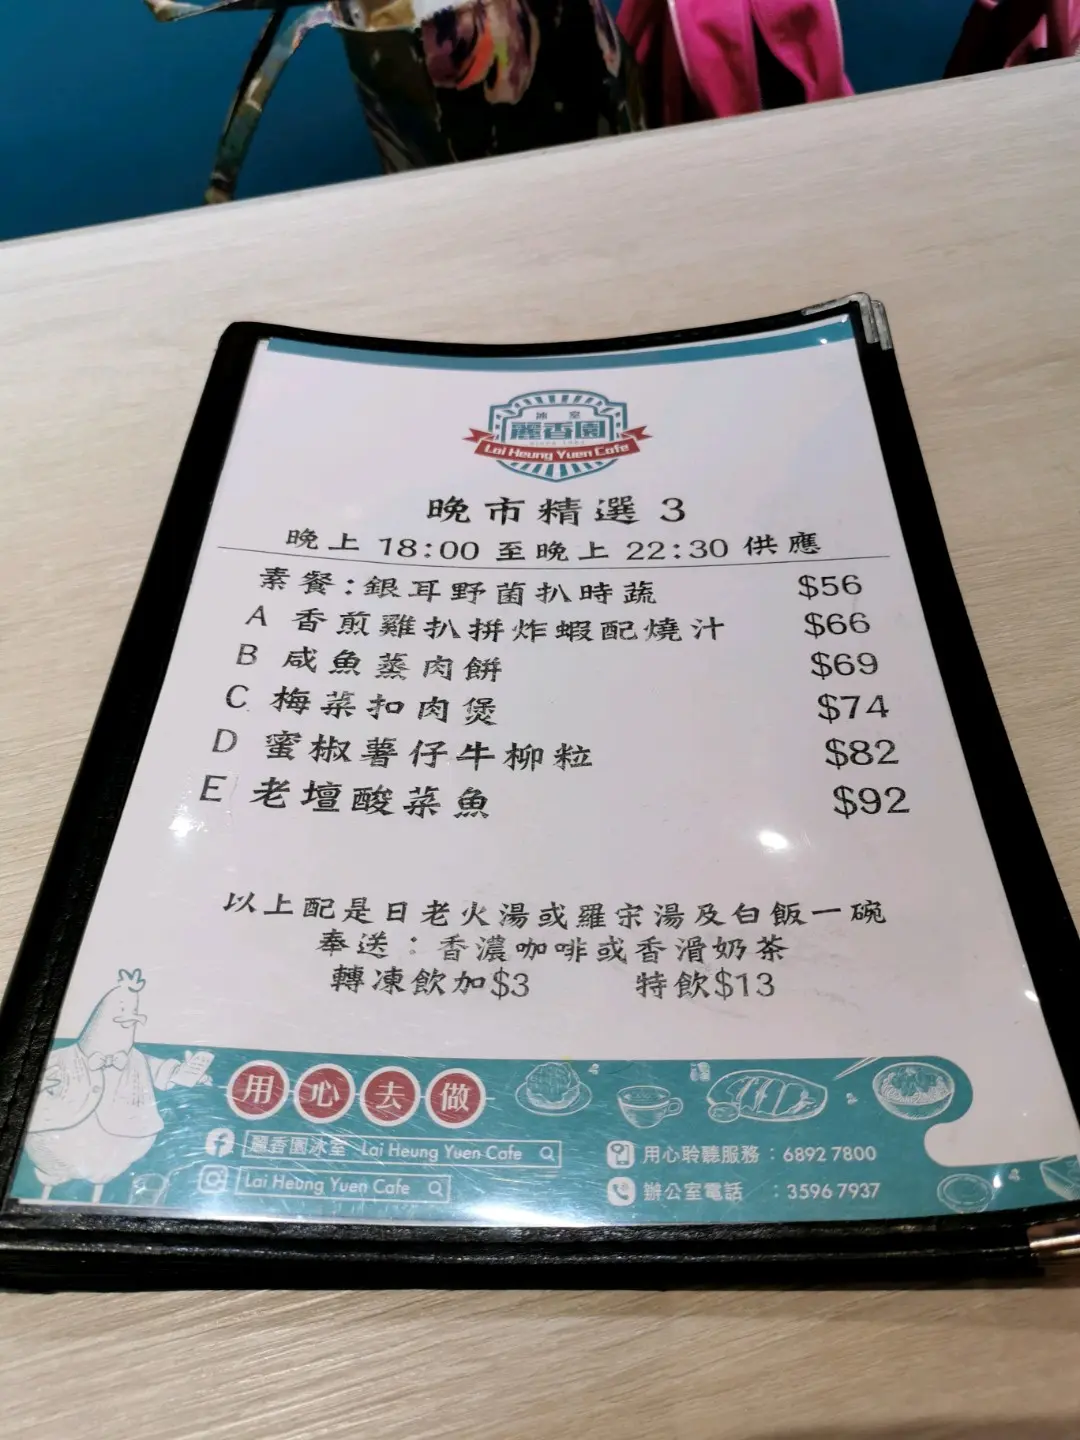 冰室
麗香園
SINCE 1983
Lai Heung Yuen Cafe
晚市精選 3
晚上 18:00 至晚上 22:30 供應
素餐:銀耳野菌扒時蔬 $56
A 香煎雞扒拼炸蝦配燒汁 $66
B 咸魚蒸肉餅 $69
C 梅菜扣肉煲 $74
D 蜜椒薯仔牛柳粒 $82
E 老壇酸菜魚 $92
以上配是日老火湯或羅宋湯及白飯一碗
奉送:香濃咖啡或香滑奶茶
轉凍飲加$3 特飲$13
用心去做
麗香園冰室 Lai Heung Yuen Cafe
Lai Heung Yuen Cafe
用心聆聽服務:6892 7800
辦公室電話 :3596 7937